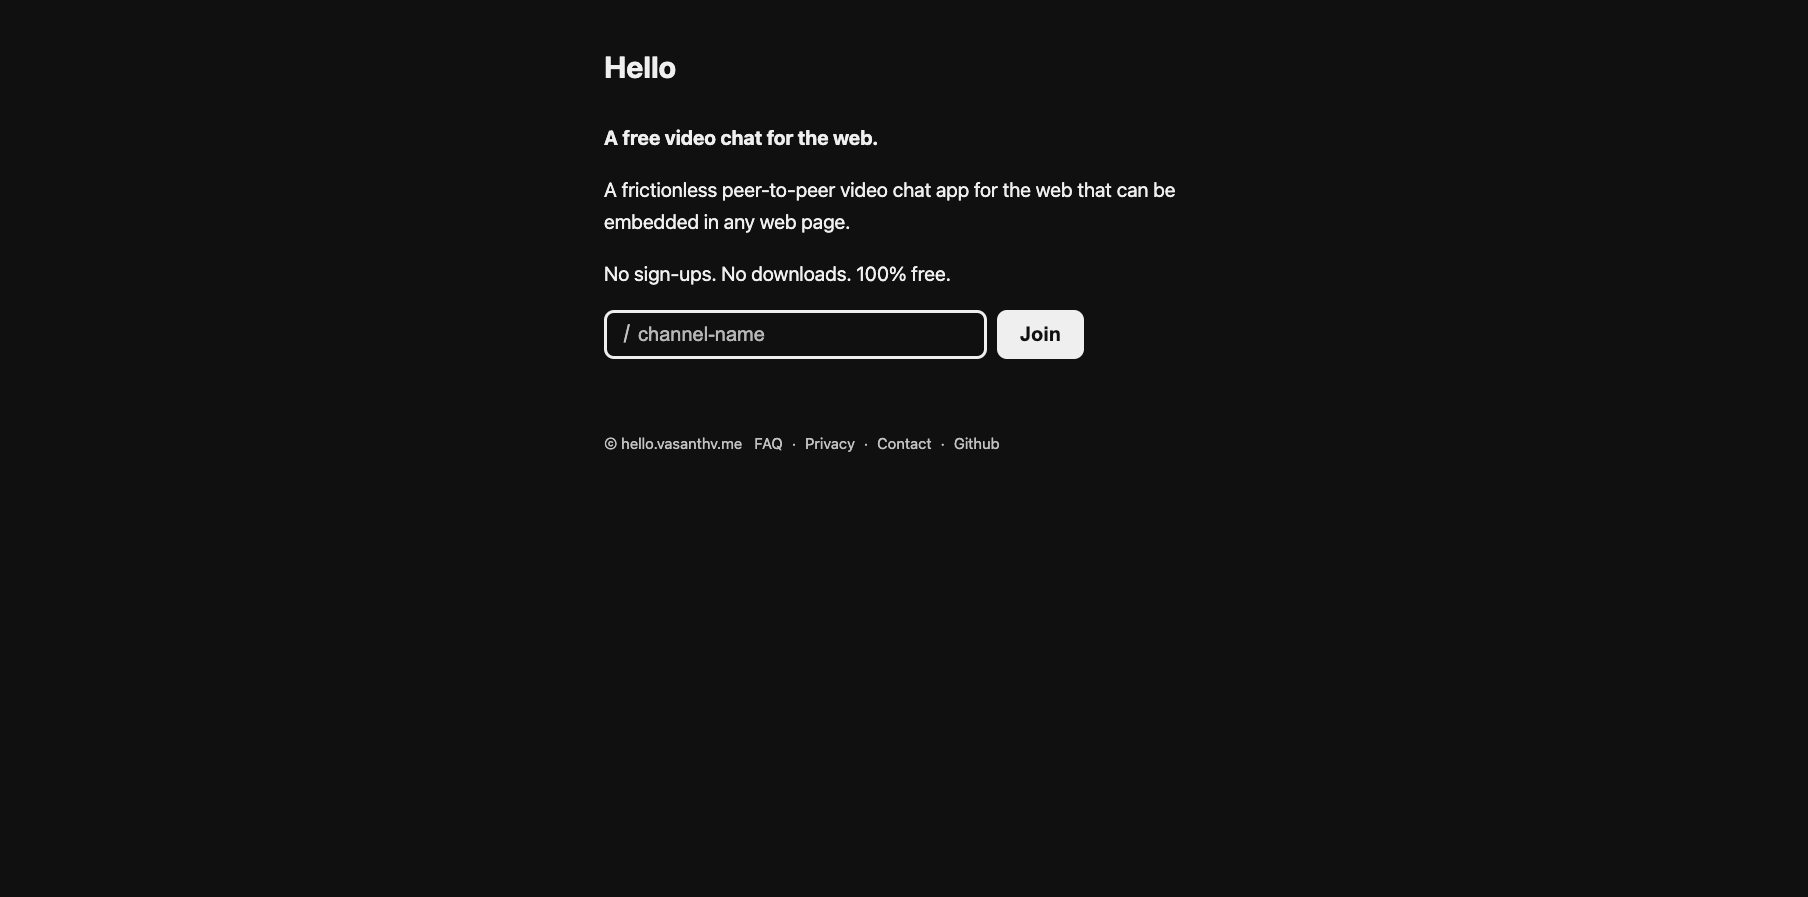 Hello
A free video chat for the web.
A frictionless peer-to-peer video chat app for the web that can be
embedded in any web page.
No sign-ups. No downloads. 100% free.
/ channel-name Join
© hello.vasanthv.me FAQ · Privacy · Contact · Github